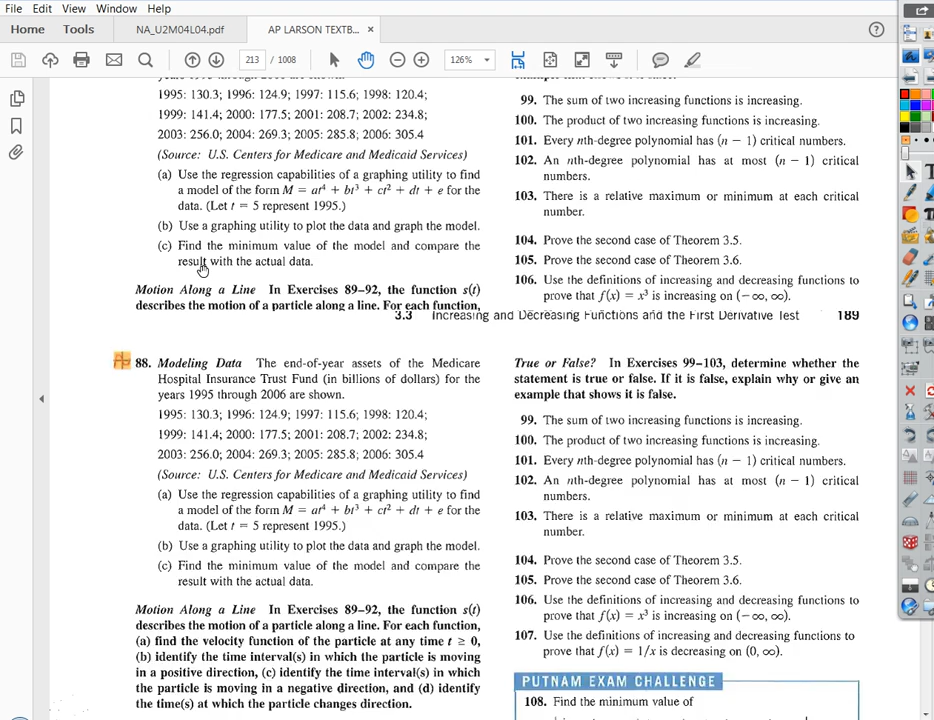 File Edit View Window Help
Home Tools NA_U2M04L04.pdf AP LARSON TEXTB... ×
213 / 1008 126%
1995: 130.3; 1996: 124.9; 1997: 115.6; 1998: 120.4;
1999: 141.4; 2000: 177.5; 2001: 208.7; 2002: 234.8;
2003: 256.0; 2004: 269.3; 2005: 285.8; 2006: 305.4
(Source: U.S. Centers for Medicare and Medicaid Services)
(a) Use the regression capabilities of a graphing utility to find
a model of the form M = at⁴ + bt³ + ct² + dt + e for the
data. (Let t = 5 represent 1995.)
(b) Use a graphing utility to plot the data and graph the model.
(c) Find the minimum value of the model and compare the
result with the actual data.
Motion Along a Line In Exercises 89–92, the function s(t)
describes the motion of a particle along a line. For each function,
99. The sum of two increasing functions is increasing.
100. The product of two increasing functions is increasing.
101. Every nth-degree polynomial has (n − 1) critical numbers.
102. An nth-degree polynomial has at most (n − 1) critical
numbers.
103. There is a relative maximum or minimum at each critical
number.
104. Prove the second case of Theorem 3.5.
105. Prove the second case of Theorem 3.6.
106. Use the definitions of increasing and decreasing functions to
prove that f(x) = x³ is increasing on (−∞, ∞).
3.3 Increasing and Decreasing Functions and the First Derivative Test 189
88. Modeling Data The end-of-year assets of the Medicare
Hospital Insurance Trust Fund (in billions of dollars) for the
years 1995 through 2006 are shown.
1995: 130.3; 1996: 124.9; 1997: 115.6; 1998: 120.4;
1999: 141.4; 2000: 177.5; 2001: 208.7; 2002: 234.8;
2003: 256.0; 2004: 269.3; 2005: 285.8; 2006: 305.4
(Source: U.S. Centers for Medicare and Medicaid Services)
(a) Use the regression capabilities of a graphing utility to find
a model of the form M = at⁴ + bt³ + ct² + dt + e for the
data. (Let t = 5 represent 1995.)
(b) Use a graphing utility to plot the data and graph the model.
(c) Find the minimum value of the model and compare the
result with the actual data.
Motion Along a Line In Exercises 89–92, the function s(t)
describes the motion of a particle along a line. For each function,
(a) find the velocity function of the particle at any time t ≥ 0,
(b) identify the time interval(s) in which the particle is moving
in a positive direction, (c) identify the time interval(s) in which
the particle is moving in a negative direction, and (d) identify
the time(s) at which the particle changes direction.
True or False? In Exercises 99–103, determine whether the
statement is true or false. If it is false, explain why or give an
example that shows it is false.
99. The sum of two increasing functions is increasing.
100. The product of two increasing functions is increasing.
101. Every nth-degree polynomial has (n − 1) critical numbers.
102. An nth-degree polynomial has at most (n − 1) critical
numbers.
103. There is a relative maximum or minimum at each critical
number.
104. Prove the second case of Theorem 3.5.
105. Prove the second case of Theorem 3.6.
106. Use the definitions of increasing and decreasing functions to
prove that f(x) = x³ is increasing on (−∞, ∞).
107. Use the definitions of increasing and decreasing functions to
prove that f(x) = 1/x is decreasing on (0, ∞).
PUTNAM EXAM CHALLENGE
108. Find the minimum value of